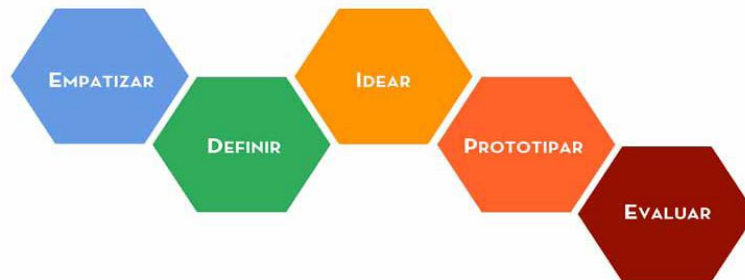 EMPATIZAR
DEFINIR
IDEAR
PROTOTIPAR
EVALUAR